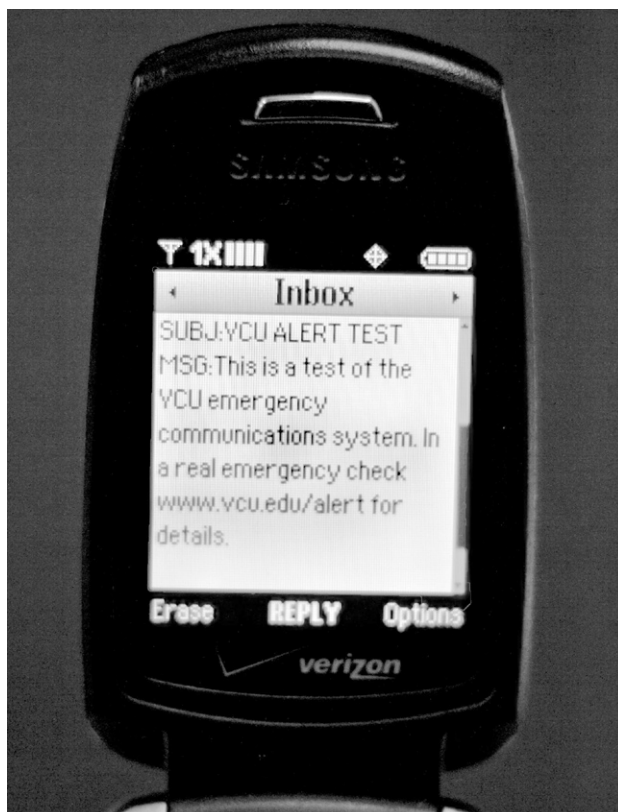 SAMSUNG
1X
Inbox
SUBJ:VCU ALERT TEST
MSG:This is a test of the
VCU emergency
communications system. In
a real emergency check
www.vcu.edu/alert for
details.
Erase REPLY Options
verizon